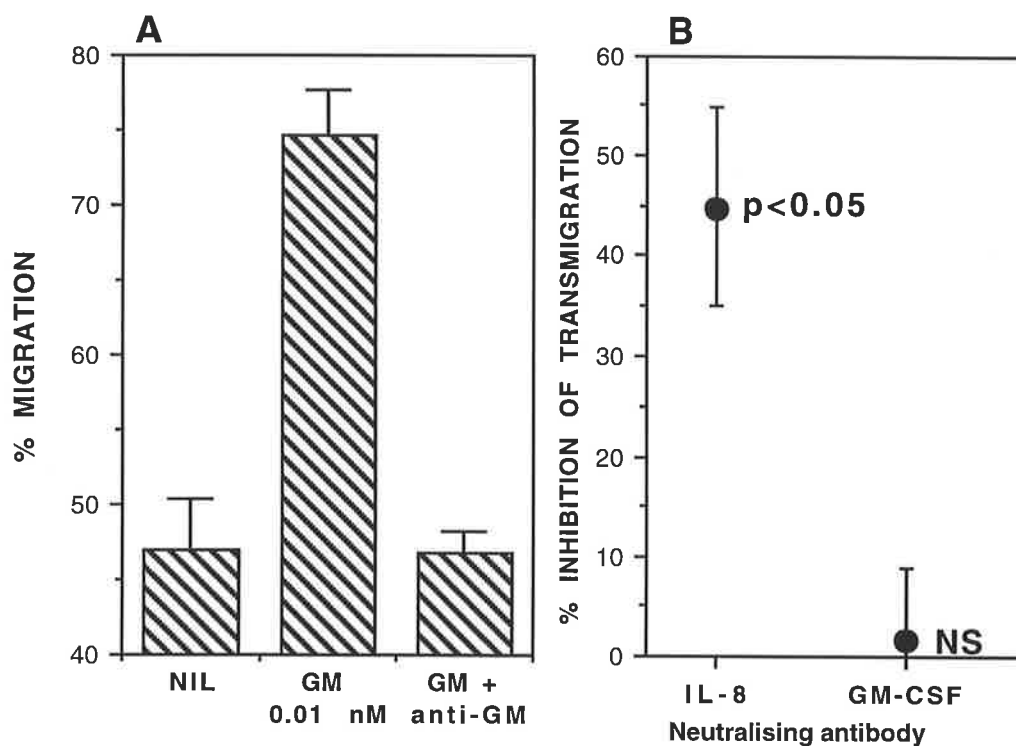 A
% MIGRATION
80
70
60
50
40
NIL
GM
0.01 nM
GM +
anti-GM
B
% INHIBITION OF TRANSMIGRATION
60
50
40
30
20
10
0
p<0.05
NS
IL-8
GM-CSF
Neutralising antibody